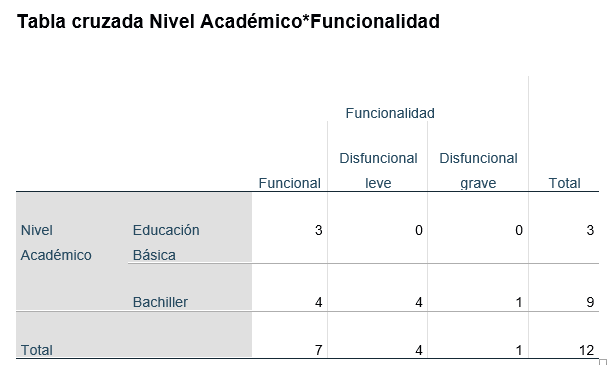 Tabla cruzada Nivel Académico*Funcionalidad
Funcionalidad
Total
Funcional
Disfuncional leve
Disfuncional grave
Nivel Académico
Educación Básica
3
0
0
3
Bachiller
4
4
1
9
Total
7
4
1
12